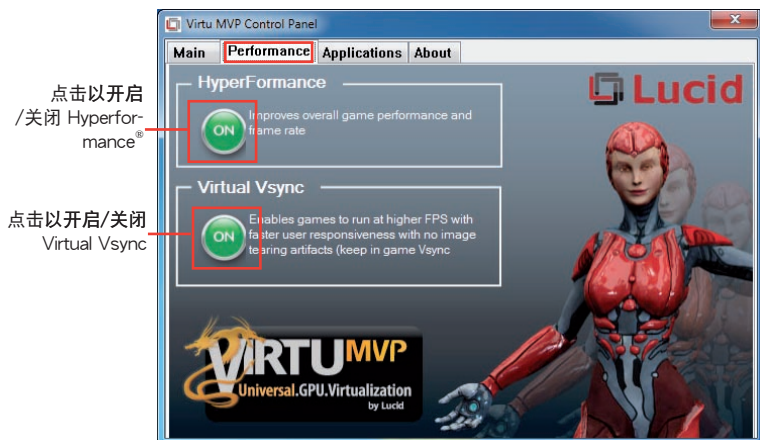 Virtu MVP Control Panel
Main Performance Applications About
HyperFormance
ON
Improves overall game performance and
frame rate
点击以开启
/关闭 Hyperfor-
mance®
Virtual Vsync
ON
Enables games to run at higher FPS with
faster user responsiveness with no image
tearing artifacts (keep in game Vsync
点击以开启/关闭
Virtual Vsync
Lucid
VIRTU MVP
Universal.GPU.Virtualization
by Lucid